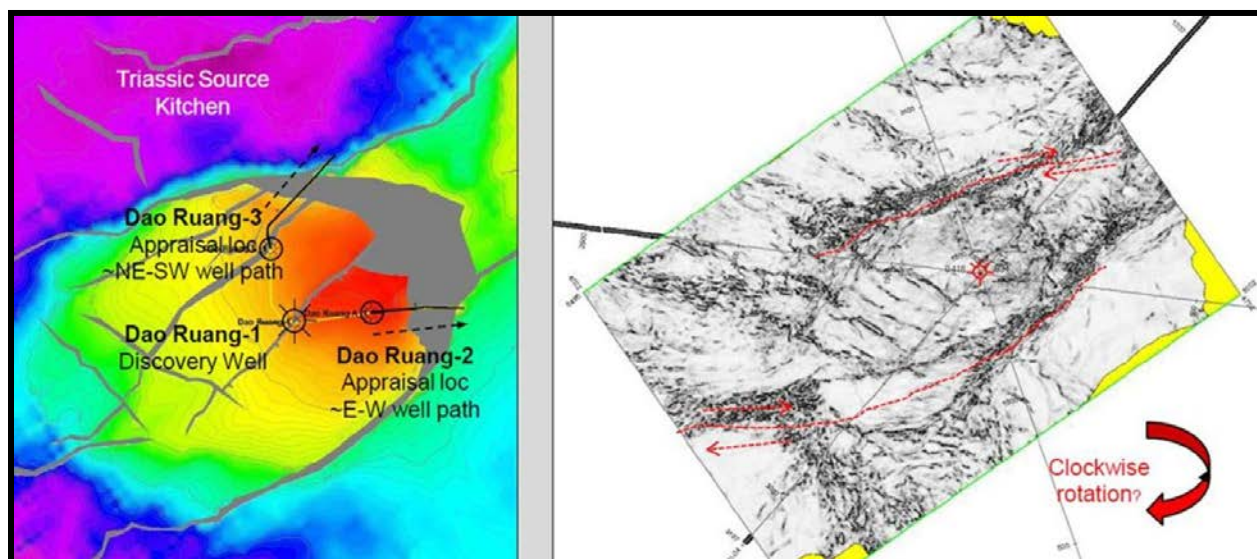 Triassic Source
Kitchen
Dao Ruang-3
Appraisal loc
~NE-SW well path
Dao Ruang-1
Discovery Well
Dao Ruang-2
Appraisal loc
~E-W well path
Clockwise
rotation?